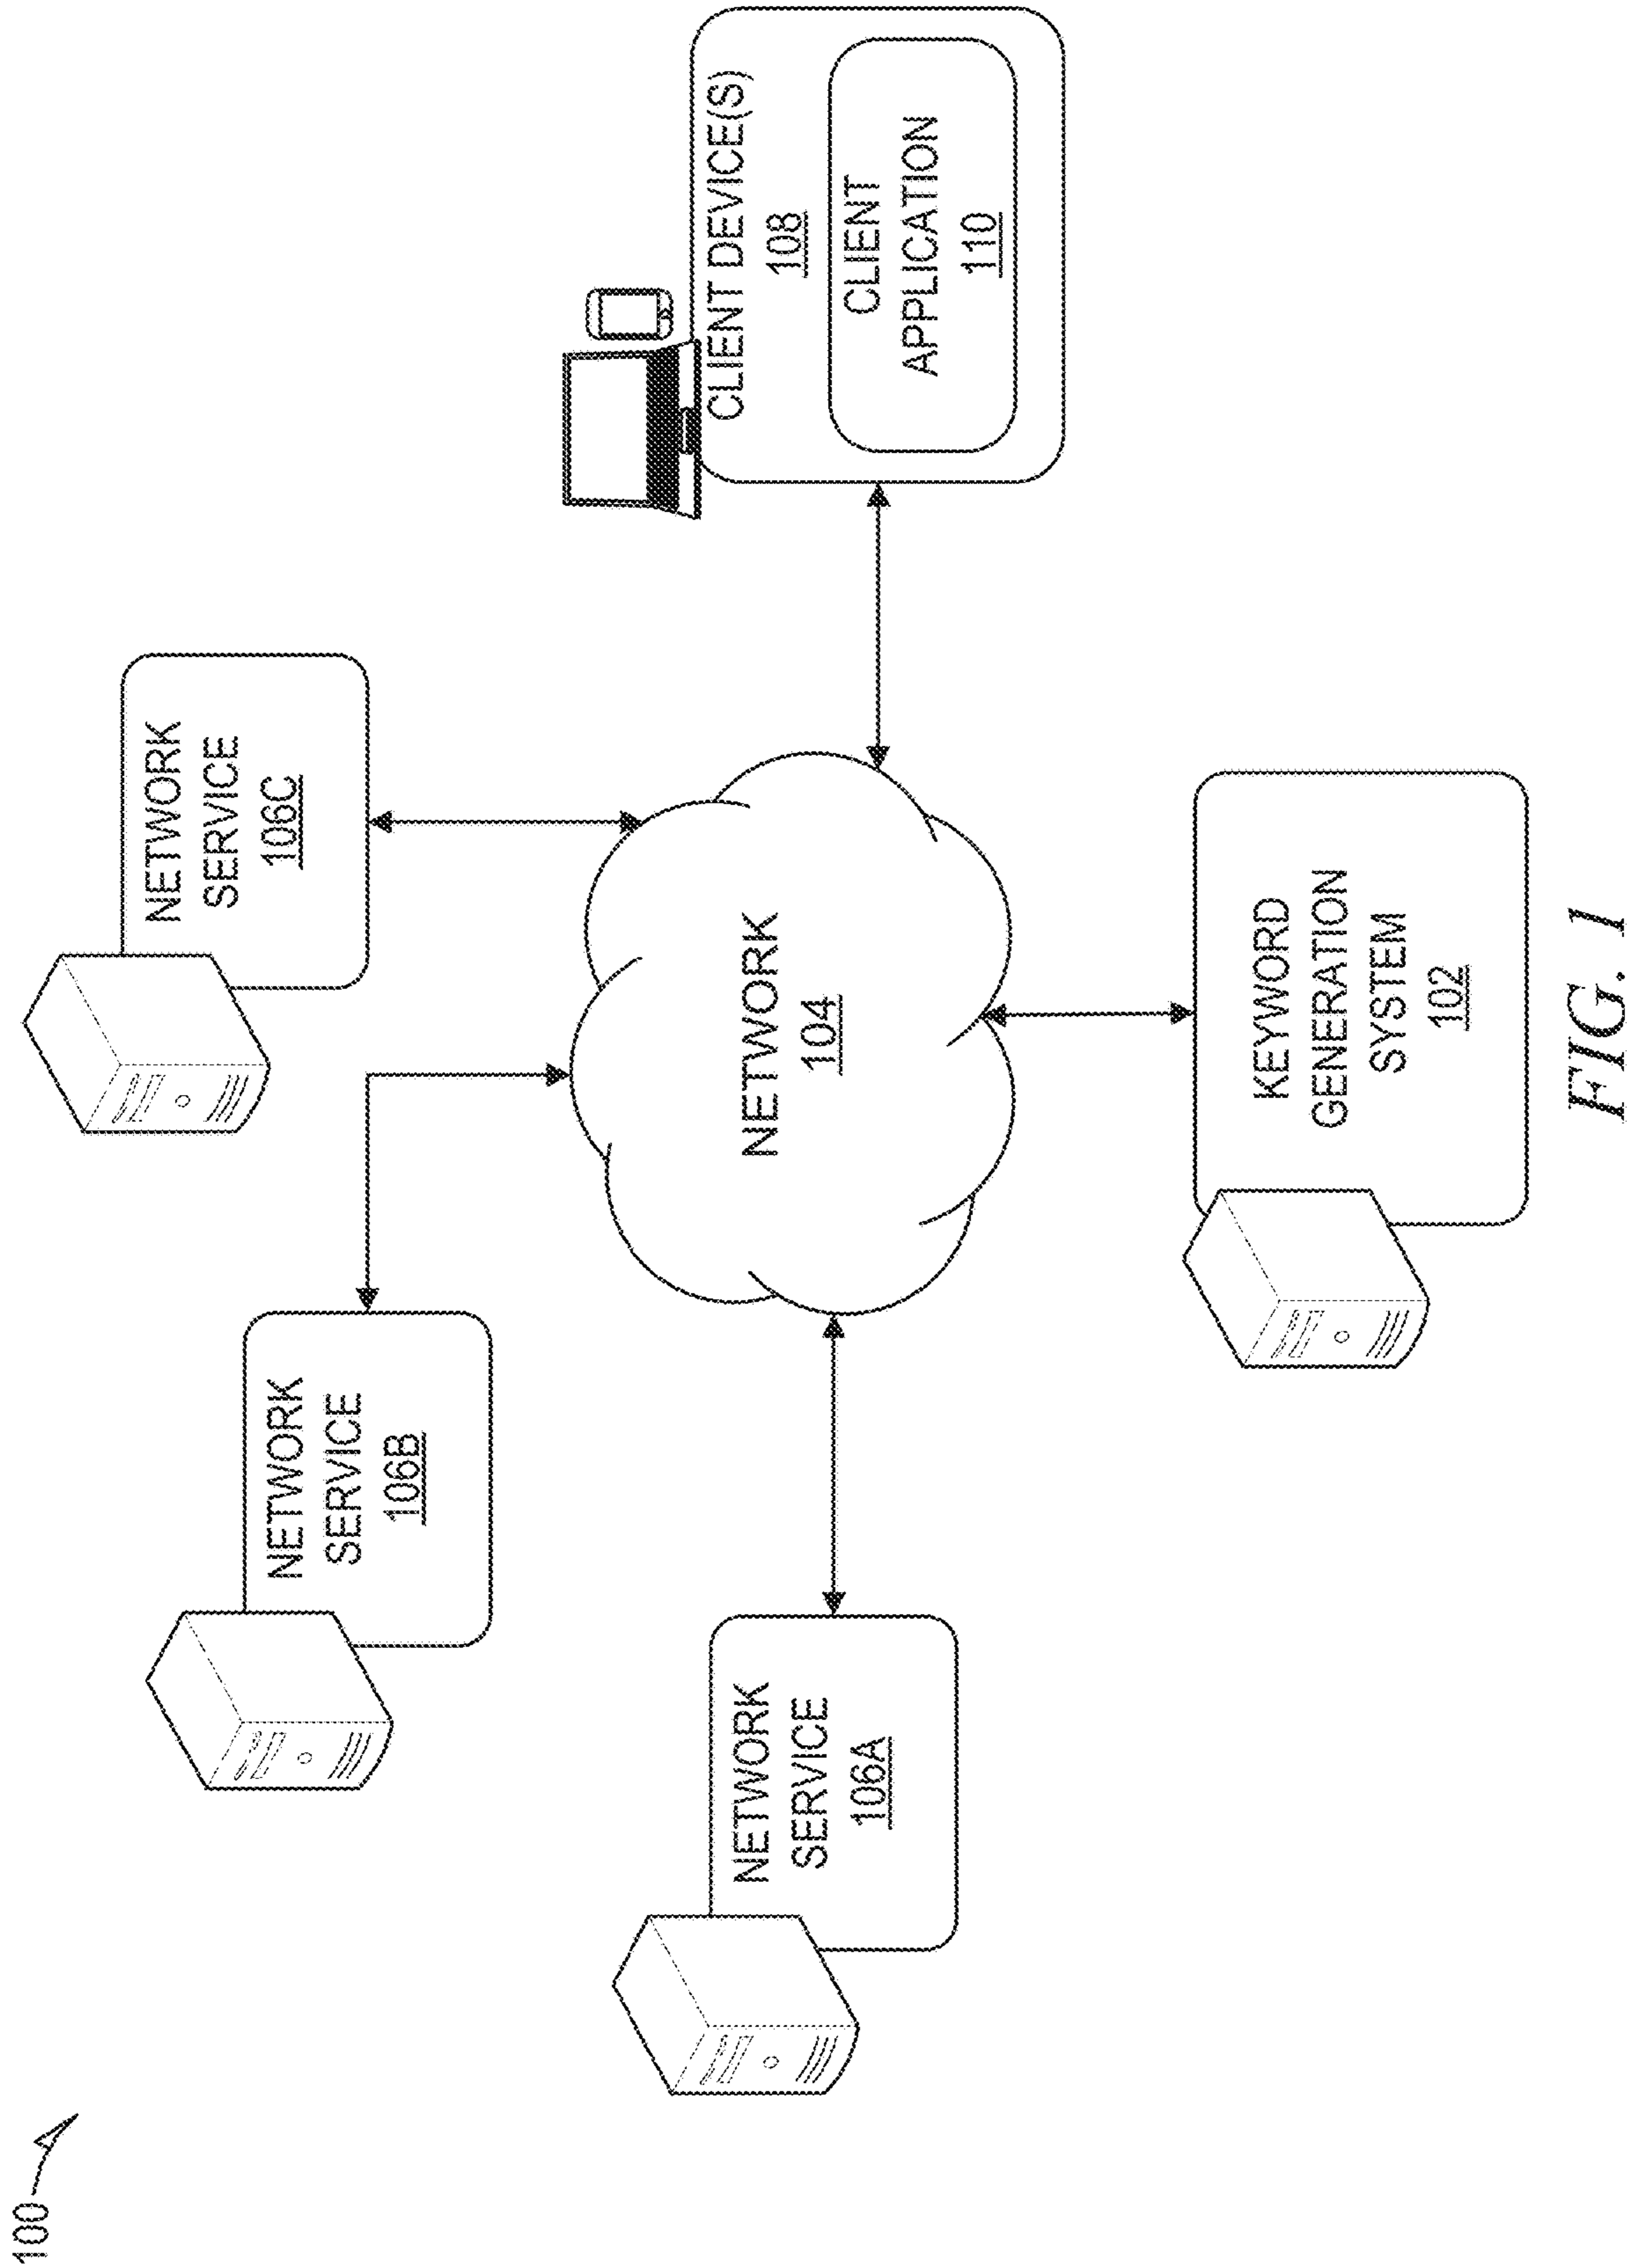 100
NETWORK
SERVICE
106A
NETWORK
SERVICE
106B
NETWORK
SERVICE
106C
NETWORK
104
CLIENT DEVICE(S)
108
CLIENT
APPLICATION
110
KEYWORD
GENERATION
SYSTEM
102
FIG. 1